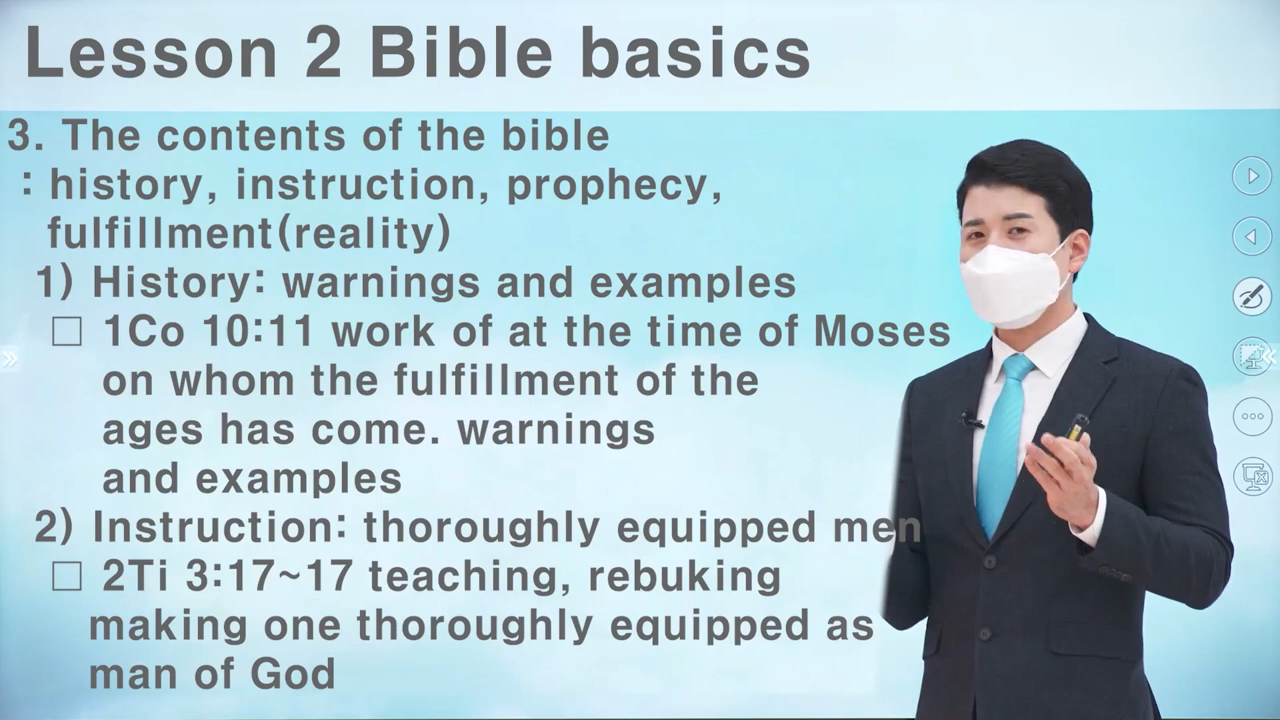 Lesson 2 Bible basics
3. The contents of the bible
: history, instruction, prophecy,
fulfillment(reality)
1) History: warnings and examples
□ 1Co 10:11 work of at the time of Moses
on whom the fulfillment of the
ages has come. warnings
and examples
2) Instruction: thoroughly equipped men
□ 2Ti 3:17~17 teaching, rebuking
making one thoroughly equipped as
man of God